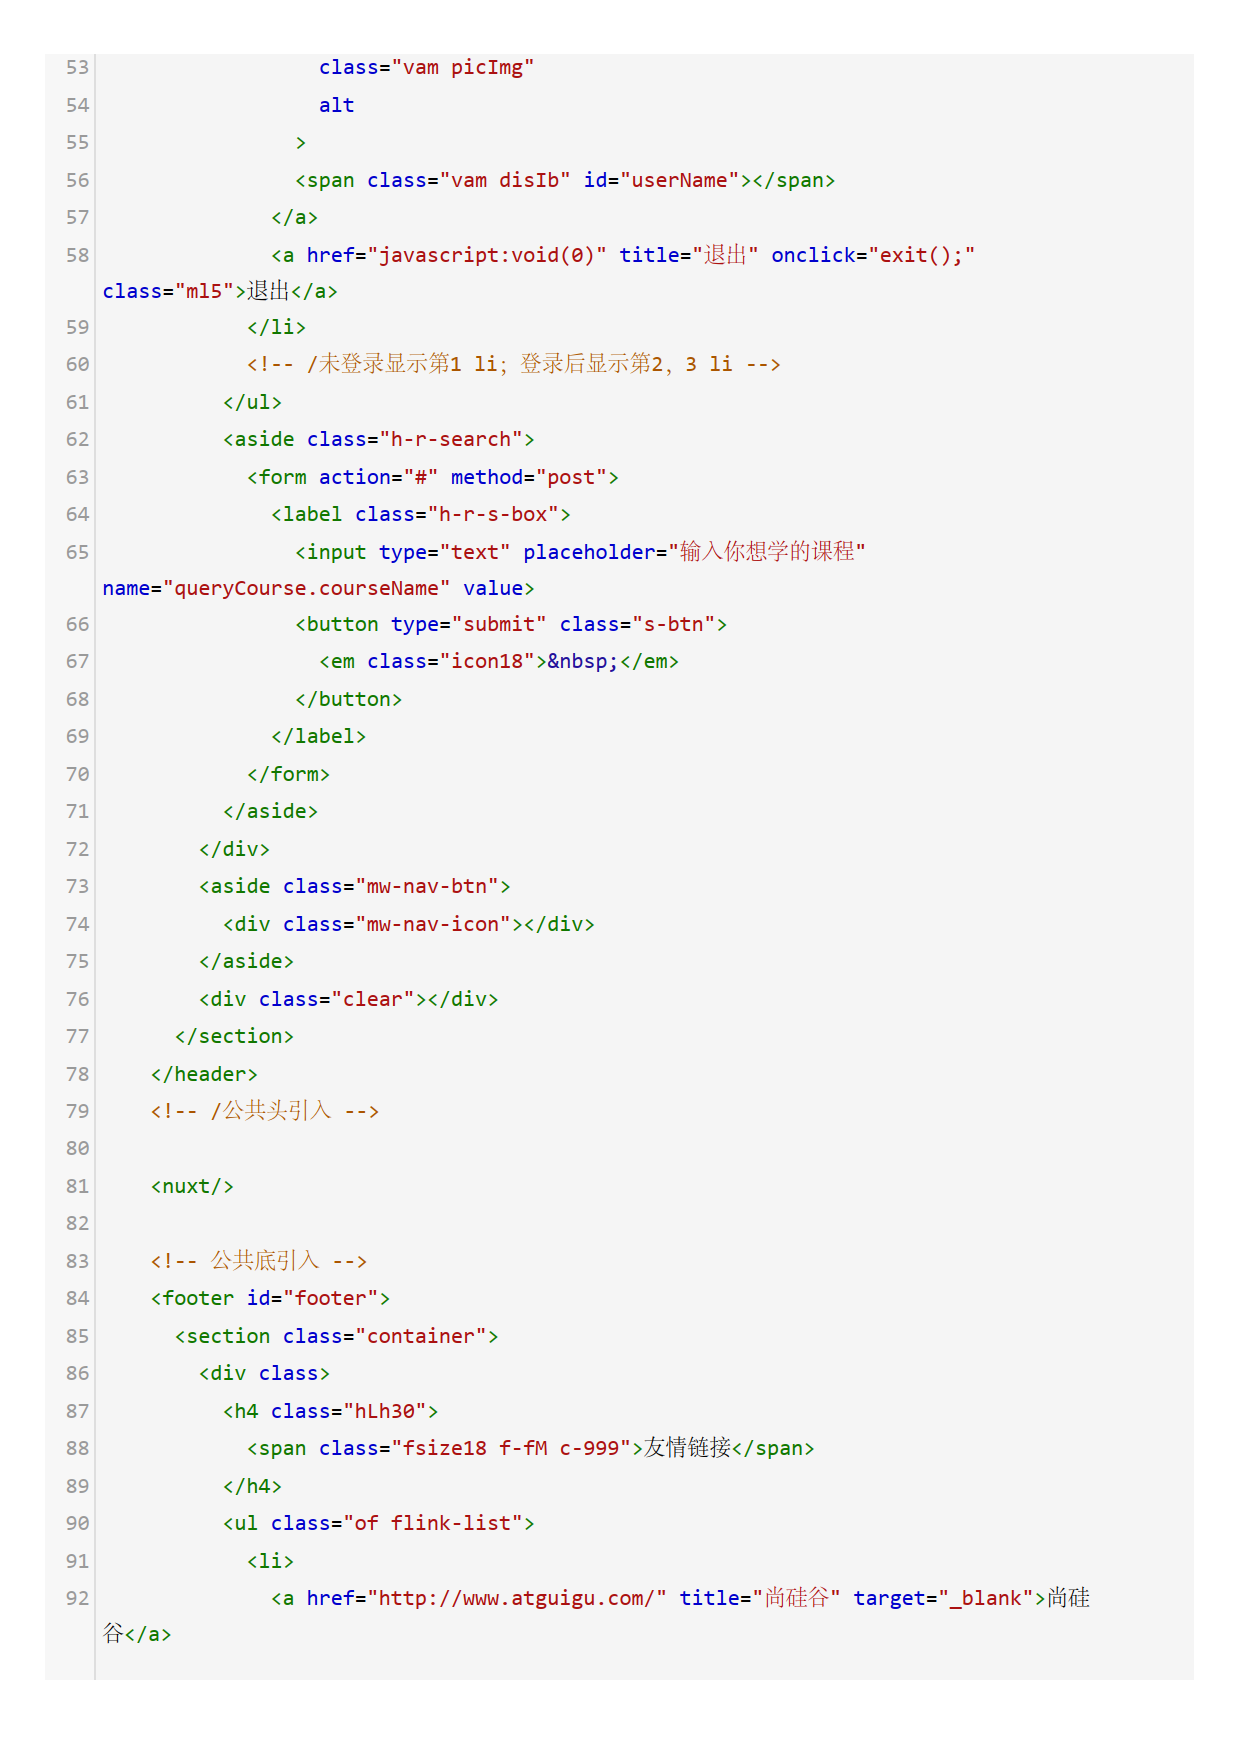 53                   class="vam picImg"
54                   alt
55                 >
56                 <span class="vam disIb" id="userName"></span>
57               </a>
58               <a href="javascript:void(0)" title="退出" onclick="exit();"
class="ml5">退出</a>
59             </li>
60             <!-- /未登录显示第1 li；登录后显示第2，3 li -->
61           </ul>
62           <aside class="h-r-search">
63             <form action="#" method="post">
64               <label class="h-r-s-box">
65                 <input type="text" placeholder="输入你想学的课程"
name="queryCourse.courseName" value>
66                 <button type="submit" class="s-btn">
67                   <em class="icon18">&nbsp;</em>
68                 </button>
69               </label>
70             </form>
71           </aside>
72         </div>
73         <aside class="mw-nav-btn">
74           <div class="mw-nav-icon"></div>
75         </aside>
76         <div class="clear"></div>
77       </section>
78     </header>
79     <!-- /公共头引入 -->
80
81     <nuxt/>
82
83     <!-- 公共底引入 -->
84     <footer id="footer">
85       <section class="container">
86         <div class>
87           <h4 class="hLh30">
88             <span class="fsize18 f-fM c-999">友情链接</span>
89           </h4>
90           <ul class="of flink-list">
91             <li>
92               <a href="http://www.atguigu.com/" title="尚硅谷" target="_blank">尚硅
谷</a>